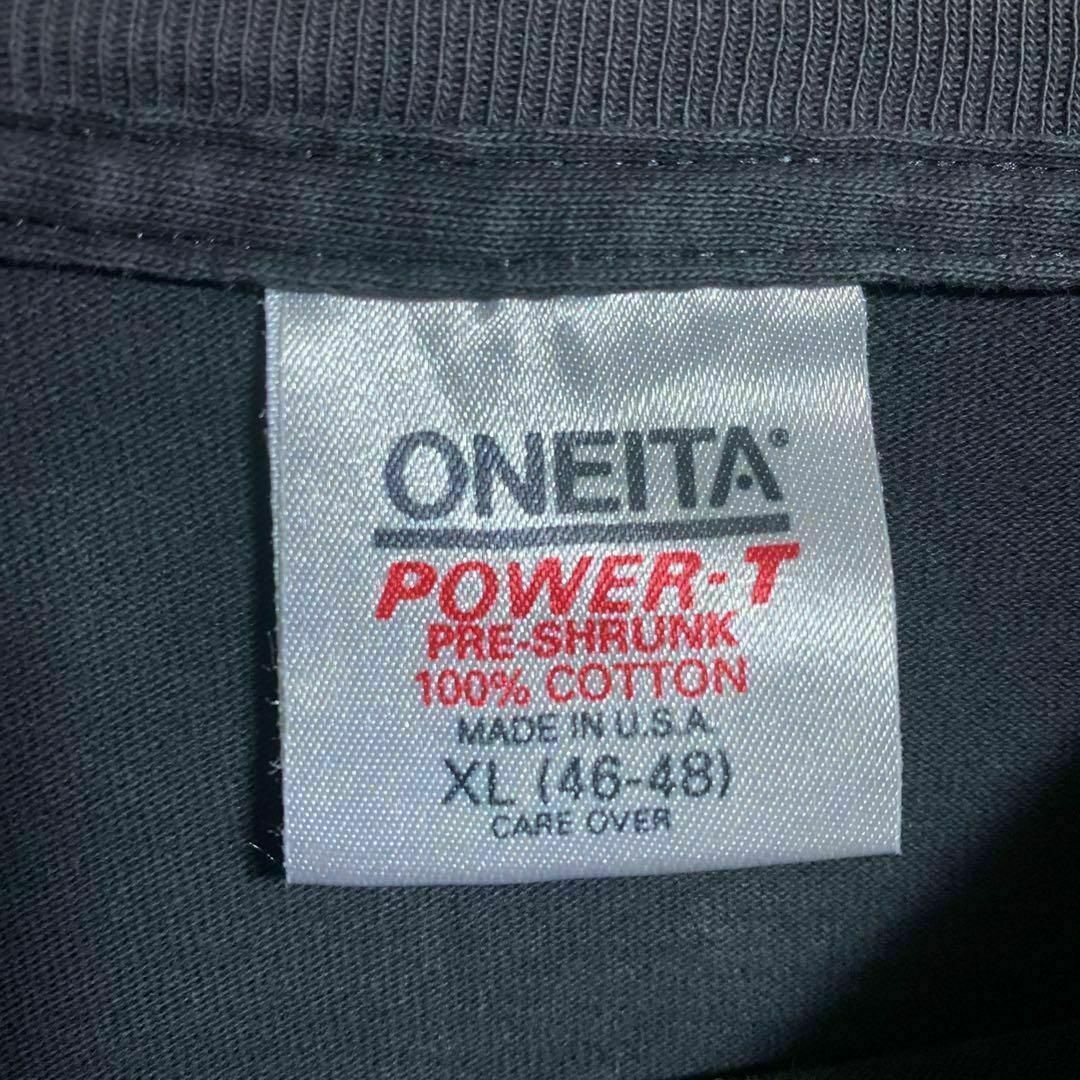 ONEITA®
POWER-T
PRE-SHRUNK
100% COTTON
MADE IN U.S.A.
XL (46-48)
CARE OVER